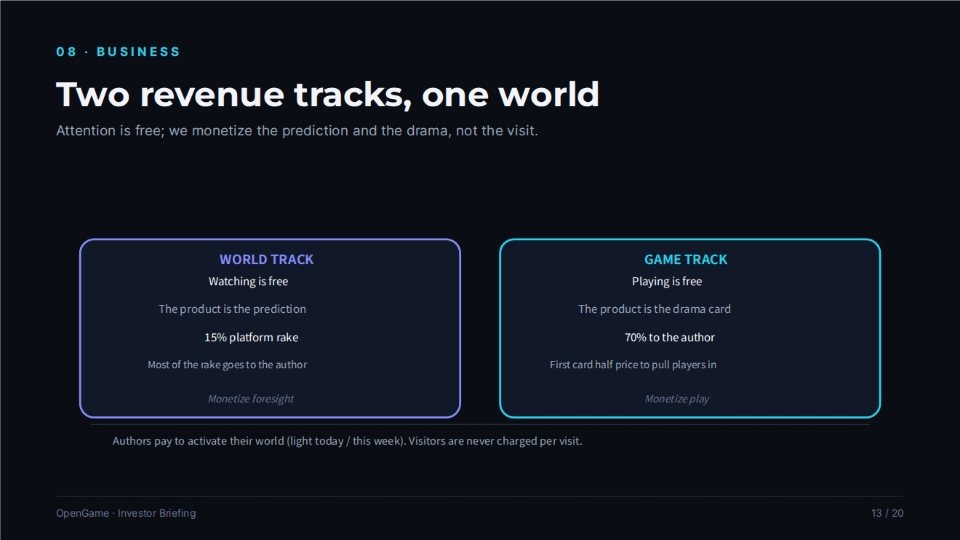 08 · BUSINESS
Two revenue tracks, one world
Attention is free; we monetize the prediction and the drama, not the visit.
WORLD TRACK
Watching is free
The product is the prediction
15% platform rake
Most of the rake goes to the author
Monetize foresight
GAME TRACK
Playing is free
The product is the drama card
70% to the author
First card half price to pull players in
Monetize play
Authors pay to activate their world (light today / this week). Visitors are never charged per visit.
OpenGame · Investor Briefing
13 / 20